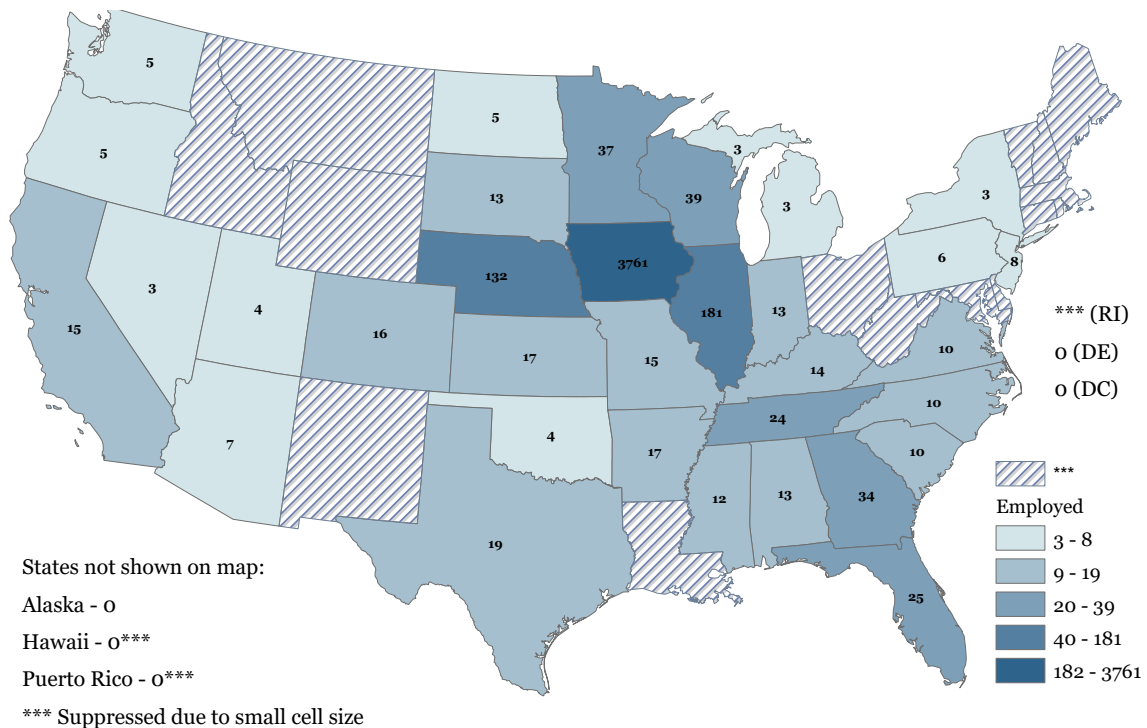 5
5
3
5
37
3
3
13
39
3
6
8
132
3761
3
4
181
13
*** (RI)
15
16
17
15
14
10
0 (DE)
0 (DC)
10
24
7
4
17
10
***
12
13
34
Employed
3 - 8
19
9 - 19
States not shown on map:
25
20 - 39
Alaska - 0
40 - 181
Hawaii - 0***
182 - 3761
Puerto Rico - 0***
*** Suppressed due to small cell size